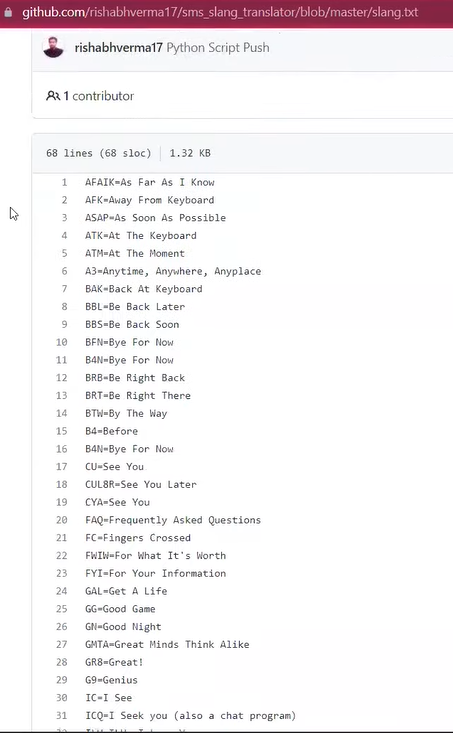 github.com/rishabhverma17/sms_slang_translator/blob/master/slang.txt
rishabhverma17 Python Script Push
1 contributor
68 lines (68 sloc) 1.32 KB
1 AFAIK=As Far As I Know
2 AFK=Away From Keyboard
3 ASAP=As Soon As Possible
4 ATK=At The Keyboard
5 ATM=At The Moment
6 A3=Anytime, Anywhere, Anyplace
7 BAK=Back At Keyboard
8 BBL=Be Back Later
9 BBS=Be Back Soon
10 BFN=Bye For Now
11 B4N=Bye For Now
12 BRB=Be Right Back
13 BRT=Be Right There
14 BTW=By The Way
15 B4=Before
16 B4N=Bye For Now
17 CU=See You
18 CUL8R=See You Later
19 CYA=See You
20 FAQ=Frequently Asked Questions
21 FC=Fingers Crossed
22 FWIW=For What It's Worth
23 FYI=For Your Information
24 GAL=Get A Life
25 GG=Good Game
26 GN=Good Night
27 GMTA=Great Minds Think Alike
28 GR8=Great!
29 G9=Genius
30 IC=I See
31 ICQ=I Seek you (also a chat program)